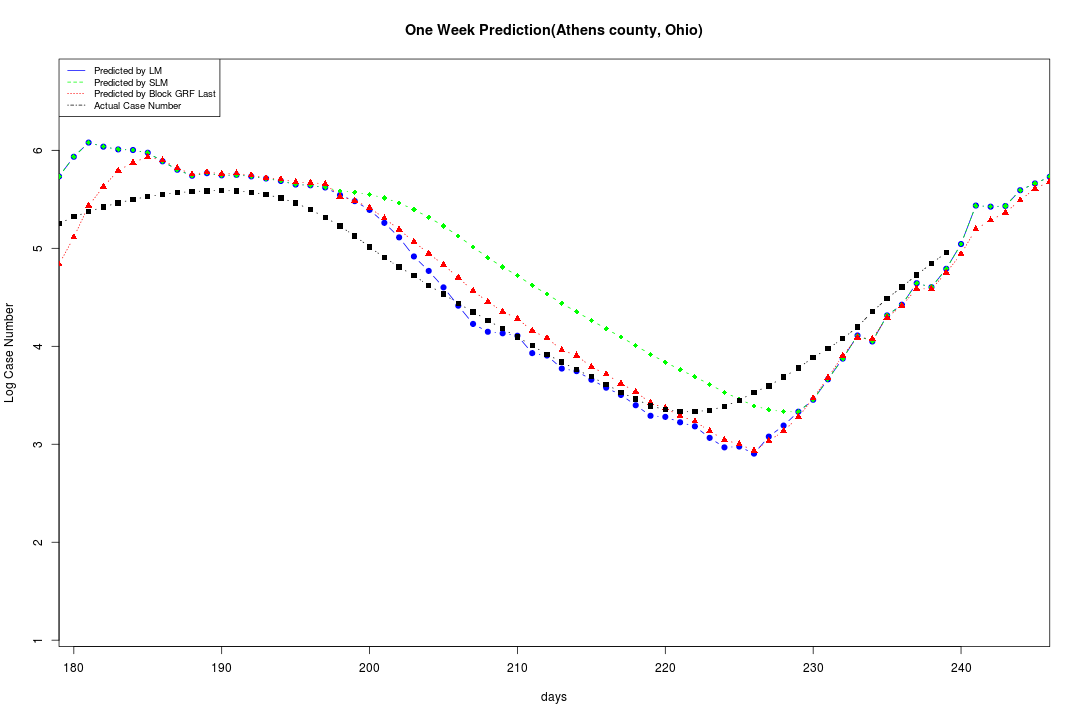 One Week Prediction(Athens county, Ohio)
Predicted by LM
Predicted by SLM
Predicted by Block GRF Last
Actual Case Number
Log Case Number
6
5
4
3
2
1
180 190 200 210 220 230 240
days